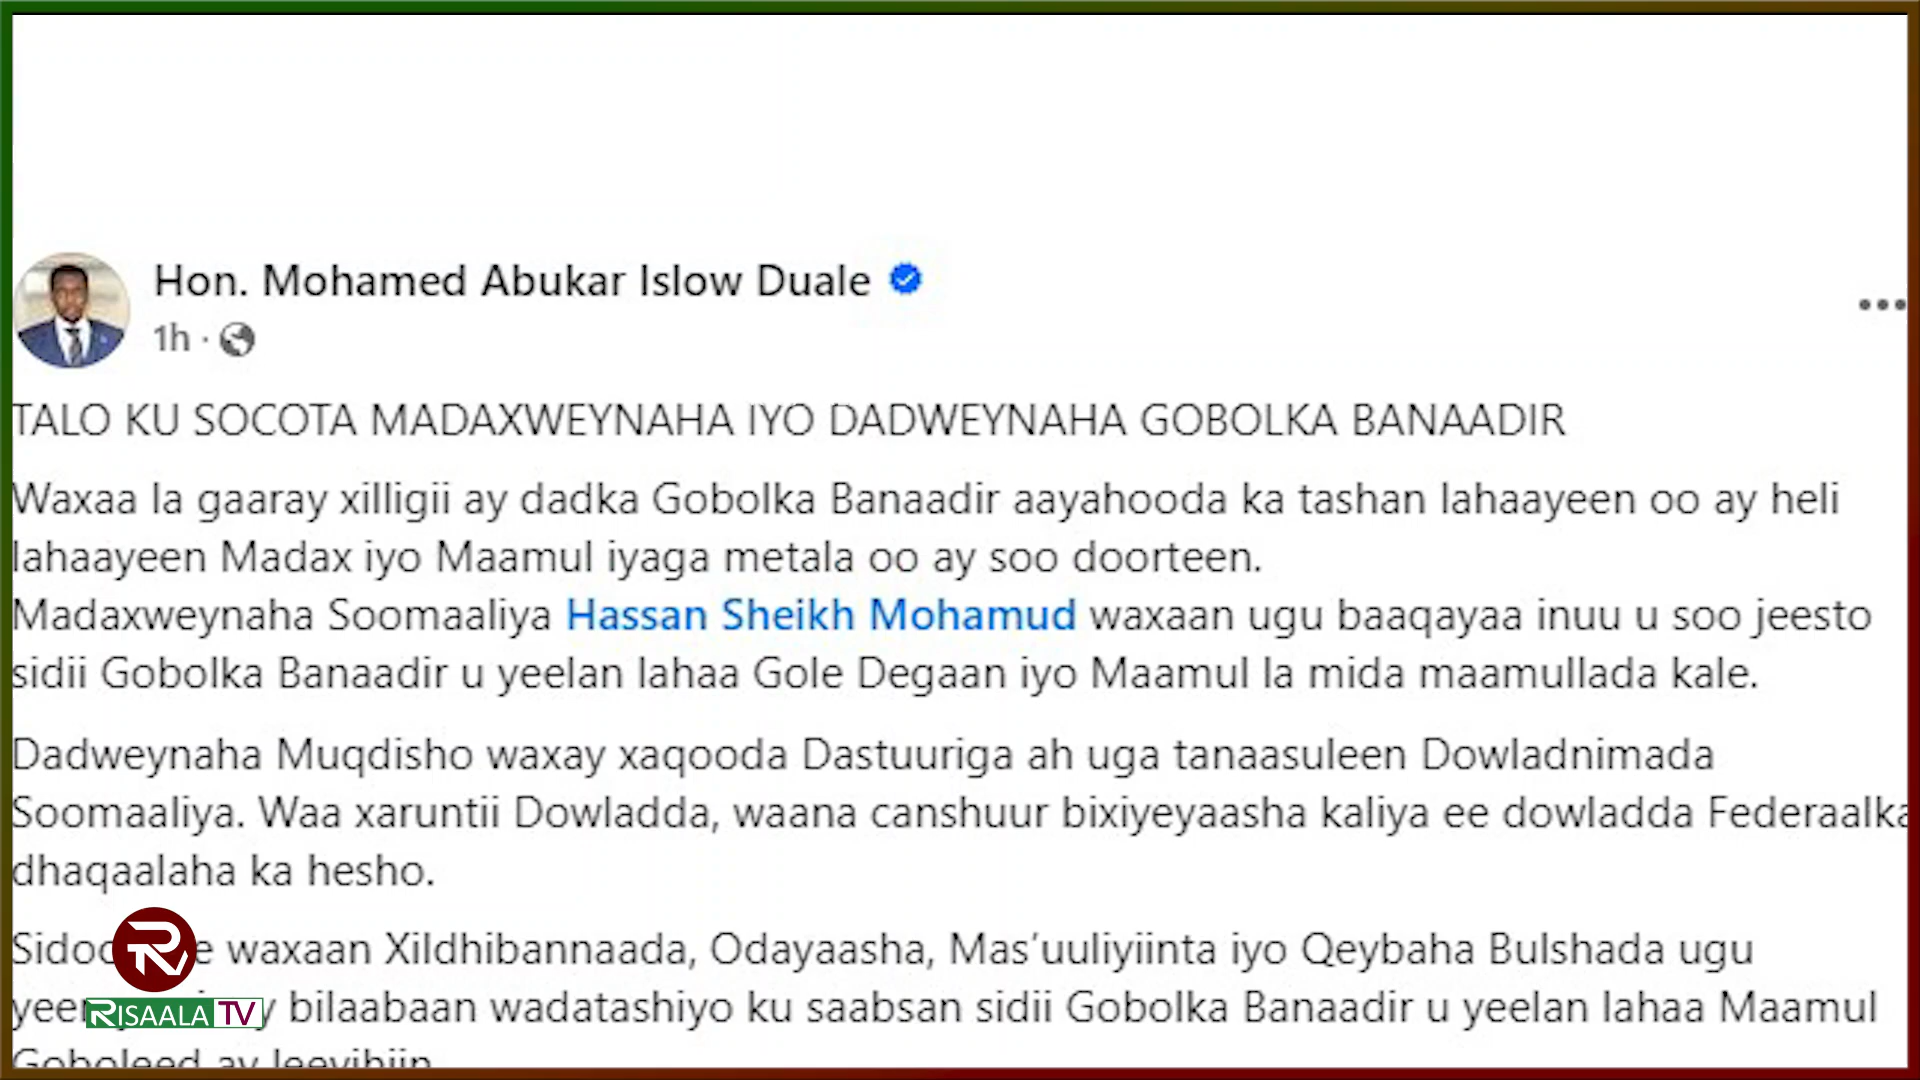 Hon. Mohamed Abukar Islow Duale
1h ·
TALO KU SOCOTA MADAXWEYNAHA IYO DADWEYNAHA GOBOLKA BANAADIR
Waxaa la gaaray xilligii ay dadka Gobolka Banaadir aayahooda ka tashan lahaayeen oo ay heli
lahaayeen Madax iyo Maamul iyaga metala oo ay soo doorteen.
Madaxweynaha Soomaaliya Hassan Sheikh Mohamud waxaan ugu baaqayaa inuu u soo jeesto
sidii Gobolka Banaadir u yeelan lahaa Gole Degaan iyo Maamul la mida maamullada kale.
Dadweynaha Muqdisho waxay xaqooda Dastuuriga ah uga tanaasuleen Dowladnimada
Soomaaliya. Waa xaruntii Dowladda, waana canshuur bixiyeyaasha kaliya ee dowladda Federaalka
dhaqaalaha ka hesho.
waxaan Xildhibannaada, Odayaasha, Mas'uuliyiinta iyo Qeybaha Bulshada ugu
bilaabaan wadatashiyo ku saabsan sidii Gobolka Banaadir u yeelan lahaa Maamul
Goboleed ay leeyihiin
RISAALA TV